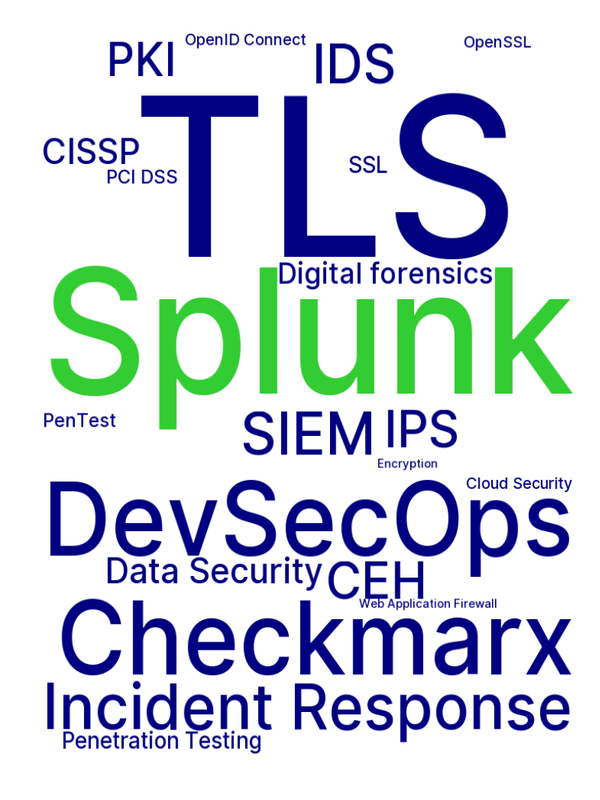 OpenID Connect
OpenSSL
PKI
IDS
TLS
CISSP
SSL
PCI DSS
Digital forensics
Splunk
PenTest
SIEM
IPS
Encryption
Cloud Security
DevSecOps
Data Security
CEH
Web Application Firewall
Checkmarx
Incident Response
Penetration Testing